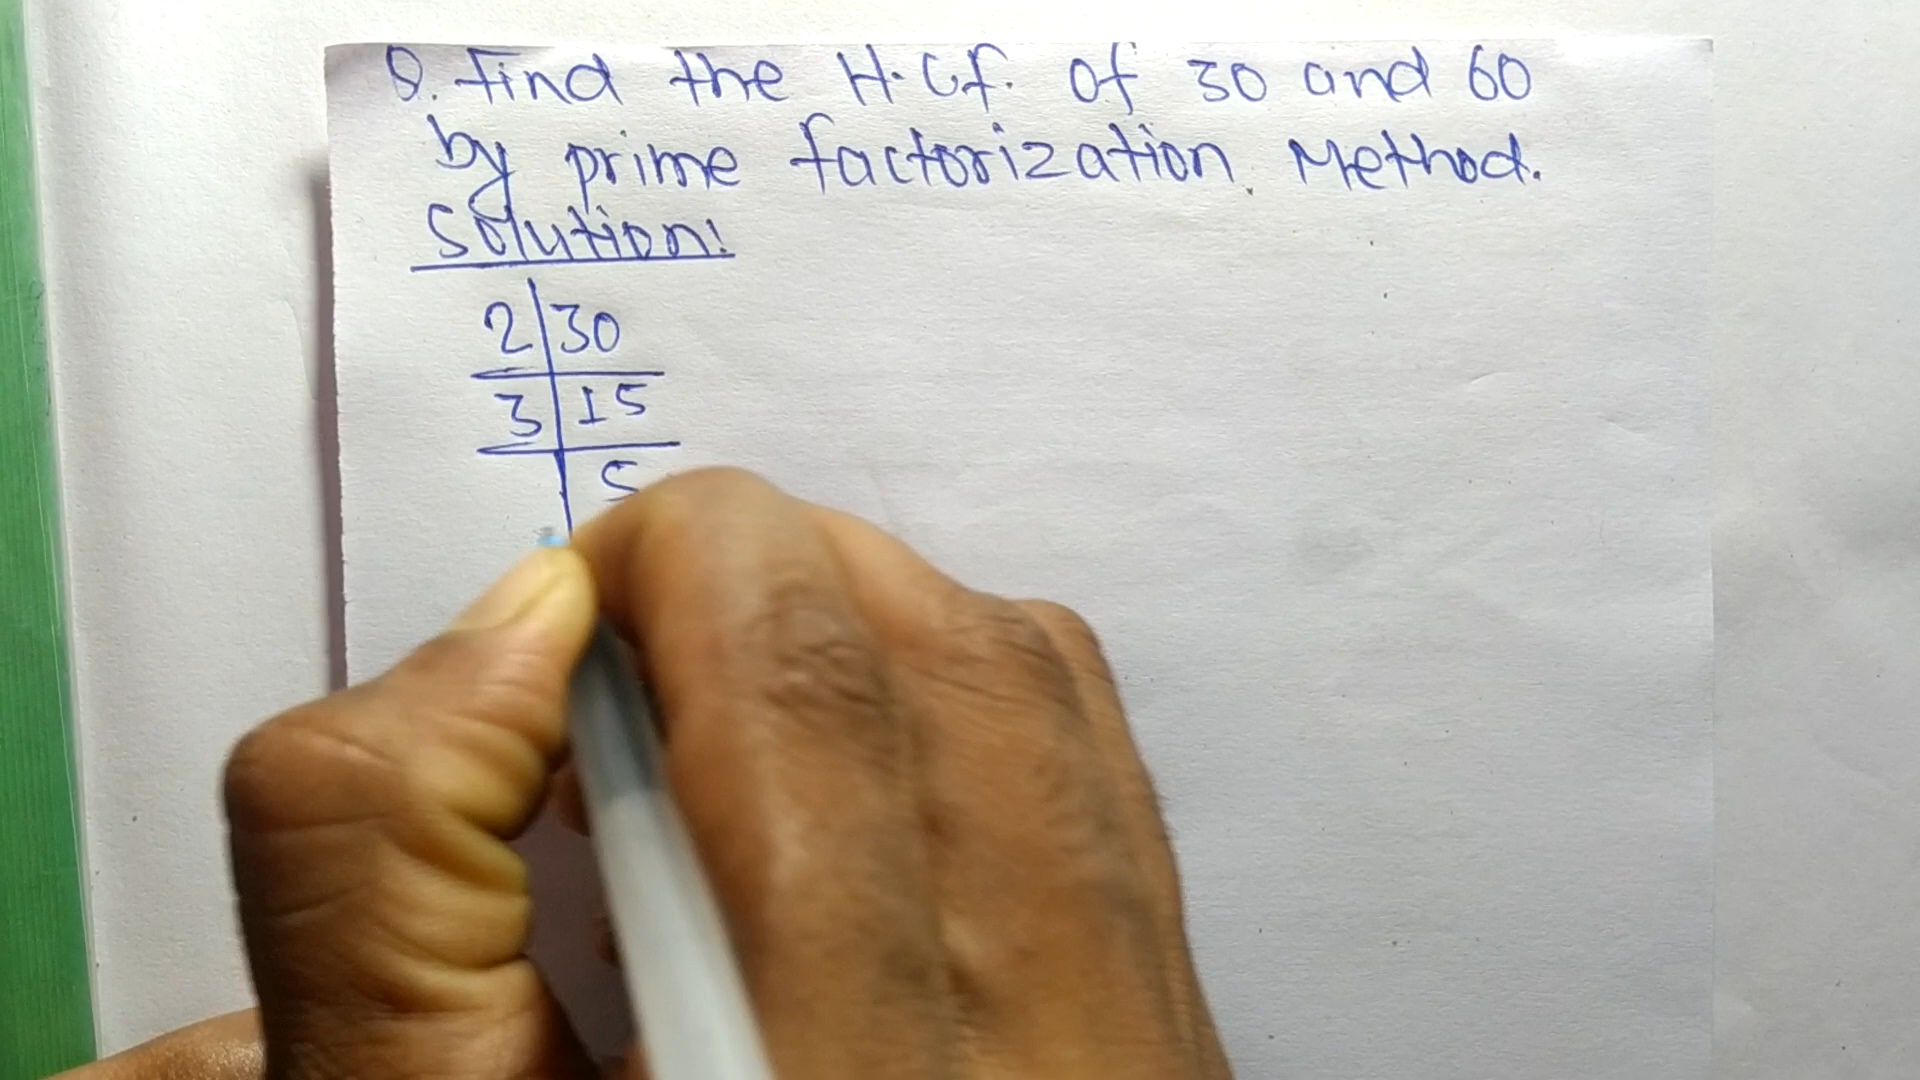 Q. Find the H.C.f. Of 30 and 60
by prime factorization. Method.
Solution:
2 30
3 15
5